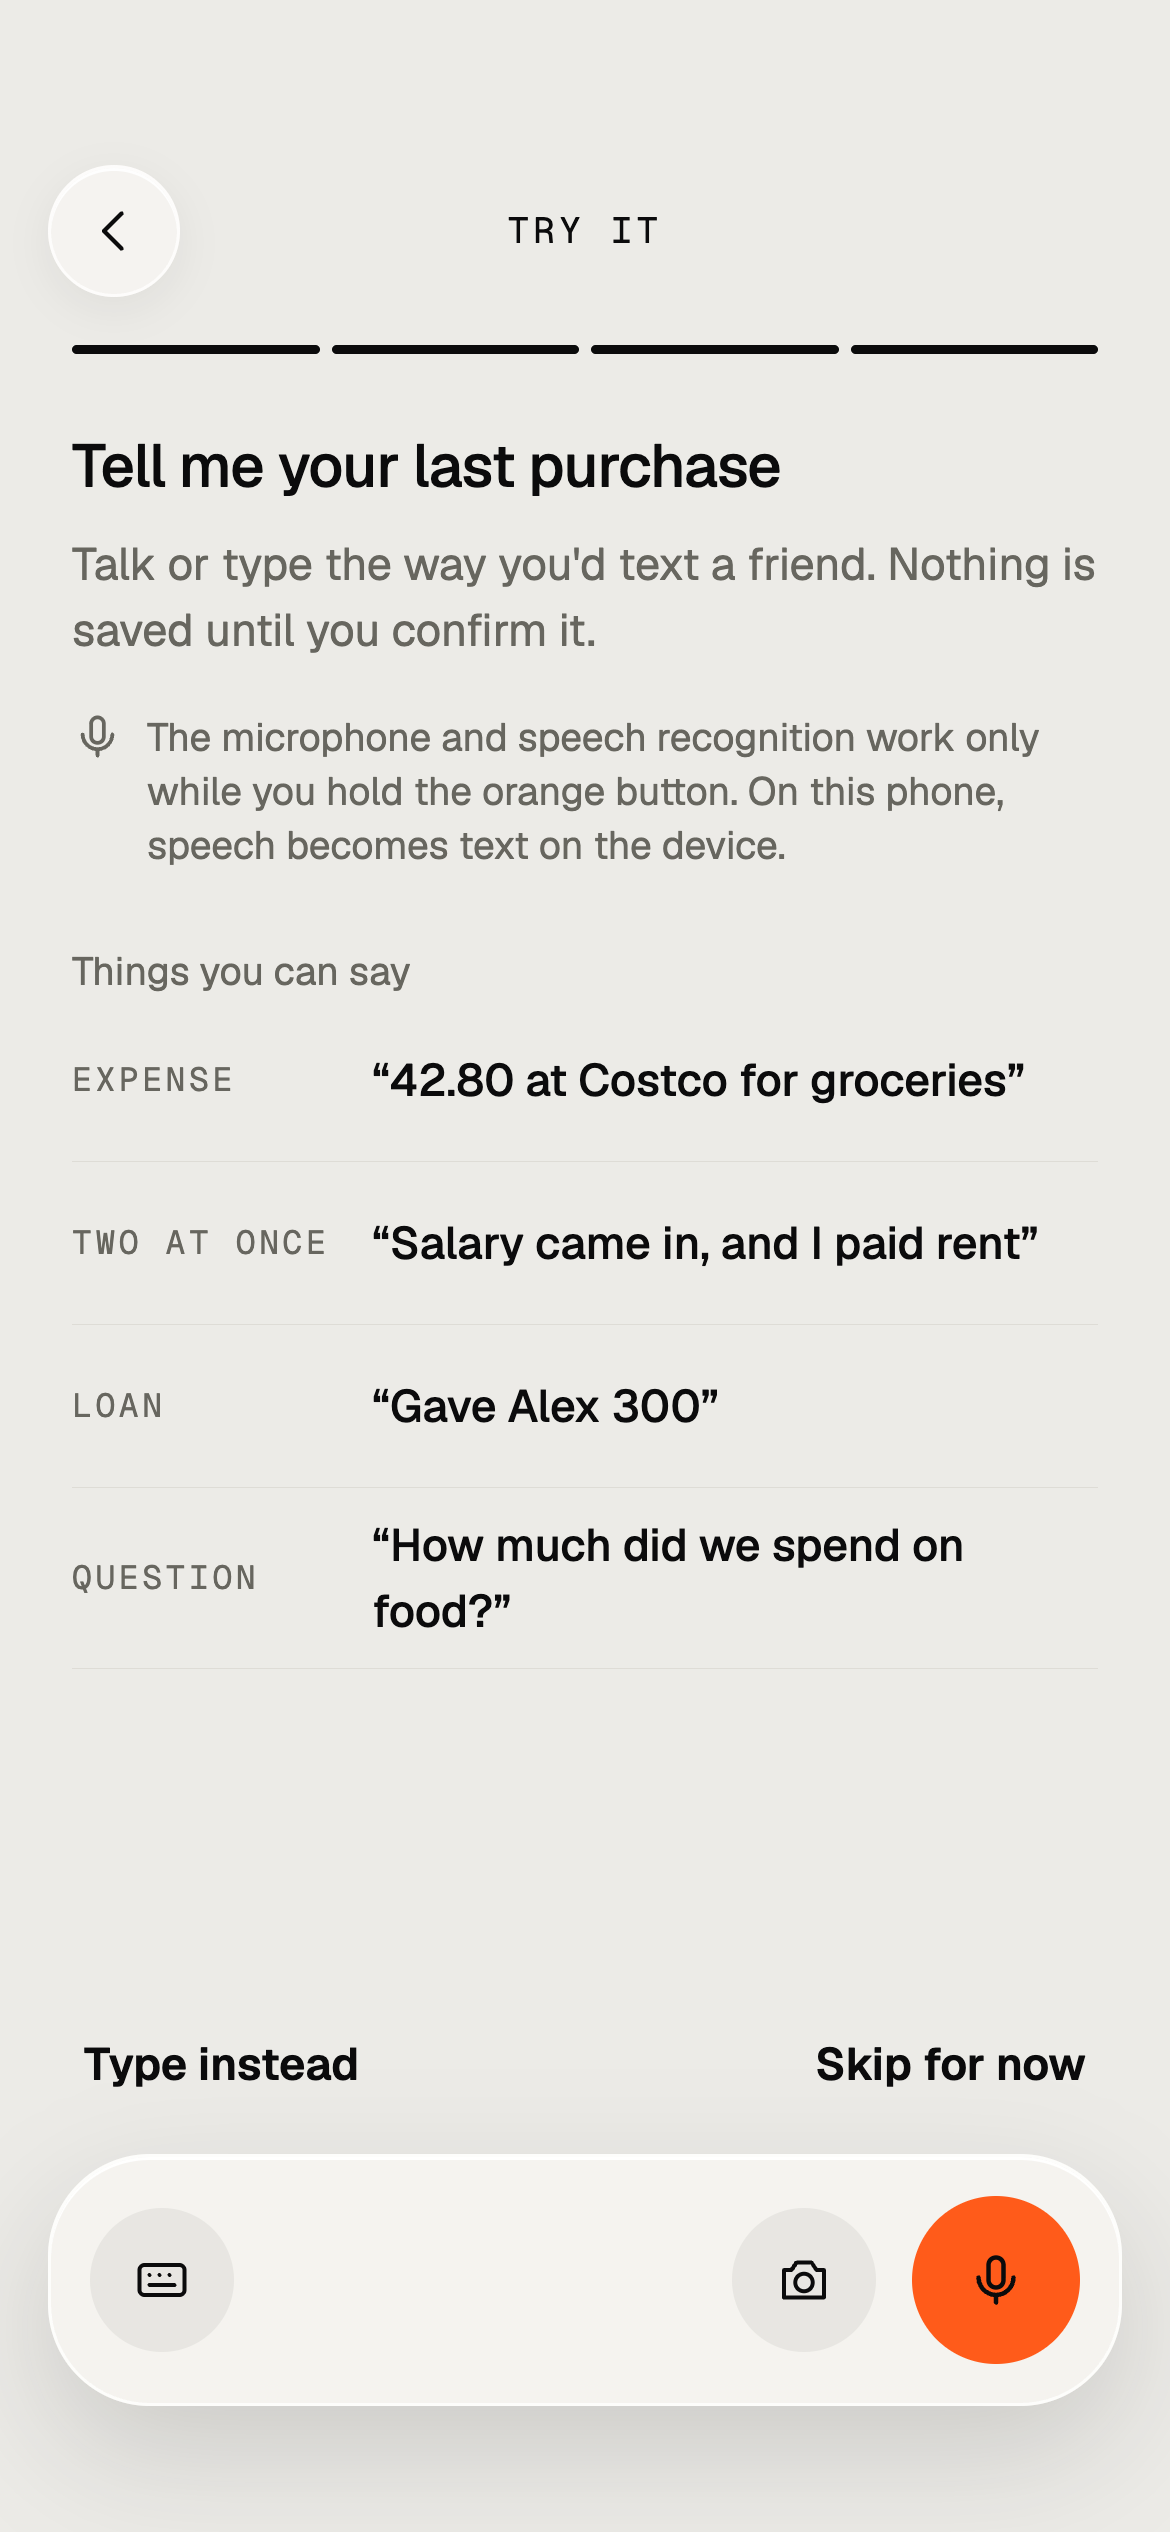 TRY IT
Tell me your last purchase
Talk or type the way you'd text a friend. Nothing is
saved until you confirm it.
The microphone and speech recognition work only
while you hold the orange button. On this phone,
speech becomes text on the device.
Things you can say
EXPENSE “42.80 at Costco for groceries”
TWO AT ONCE “Salary came in, and I paid rent”
LOAN “Gave Alex 300”
QUESTION “How much did we spend on
food?”
Type instead Skip for now